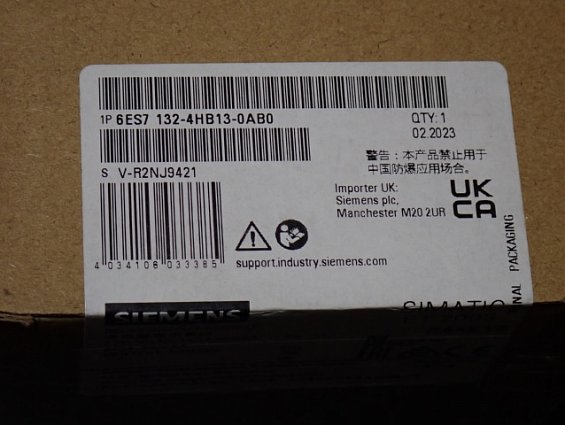 1P 6ES7 132-4HB13-0AB0
QTY: 1
02.2023
S V-R2NJ9421
警告：本产品禁止用于
中国防爆应用场合。
Importer UK:
Siemens plc,
Manchester M20 2UR
UK
CA
4 034106 033385
support.industry.siemens.com
SIEMENS
SIMATIC
NAL PACKAGING